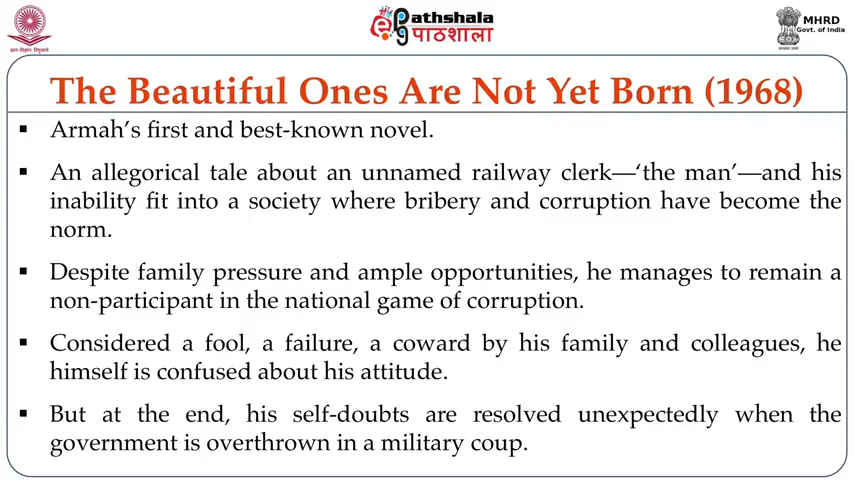 epathshala
पाठशाला
MHRD
Govt. of India
The Beautiful Ones Are Not Yet Born (1968)
▪ Armah’s first and best-known novel.
▪ An allegorical tale about an unnamed railway clerk—‘the man’—and his
inability fit into a society where bribery and corruption have become the
norm.
▪ Despite family pressure and ample opportunities, he manages to remain a
non-participant in the national game of corruption.
▪ Considered a fool, a failure, a coward by his family and colleagues, he
himself is confused about his attitude.
▪ But at the end, his self-doubts are resolved unexpectedly when the
government is overthrown in a military coup.